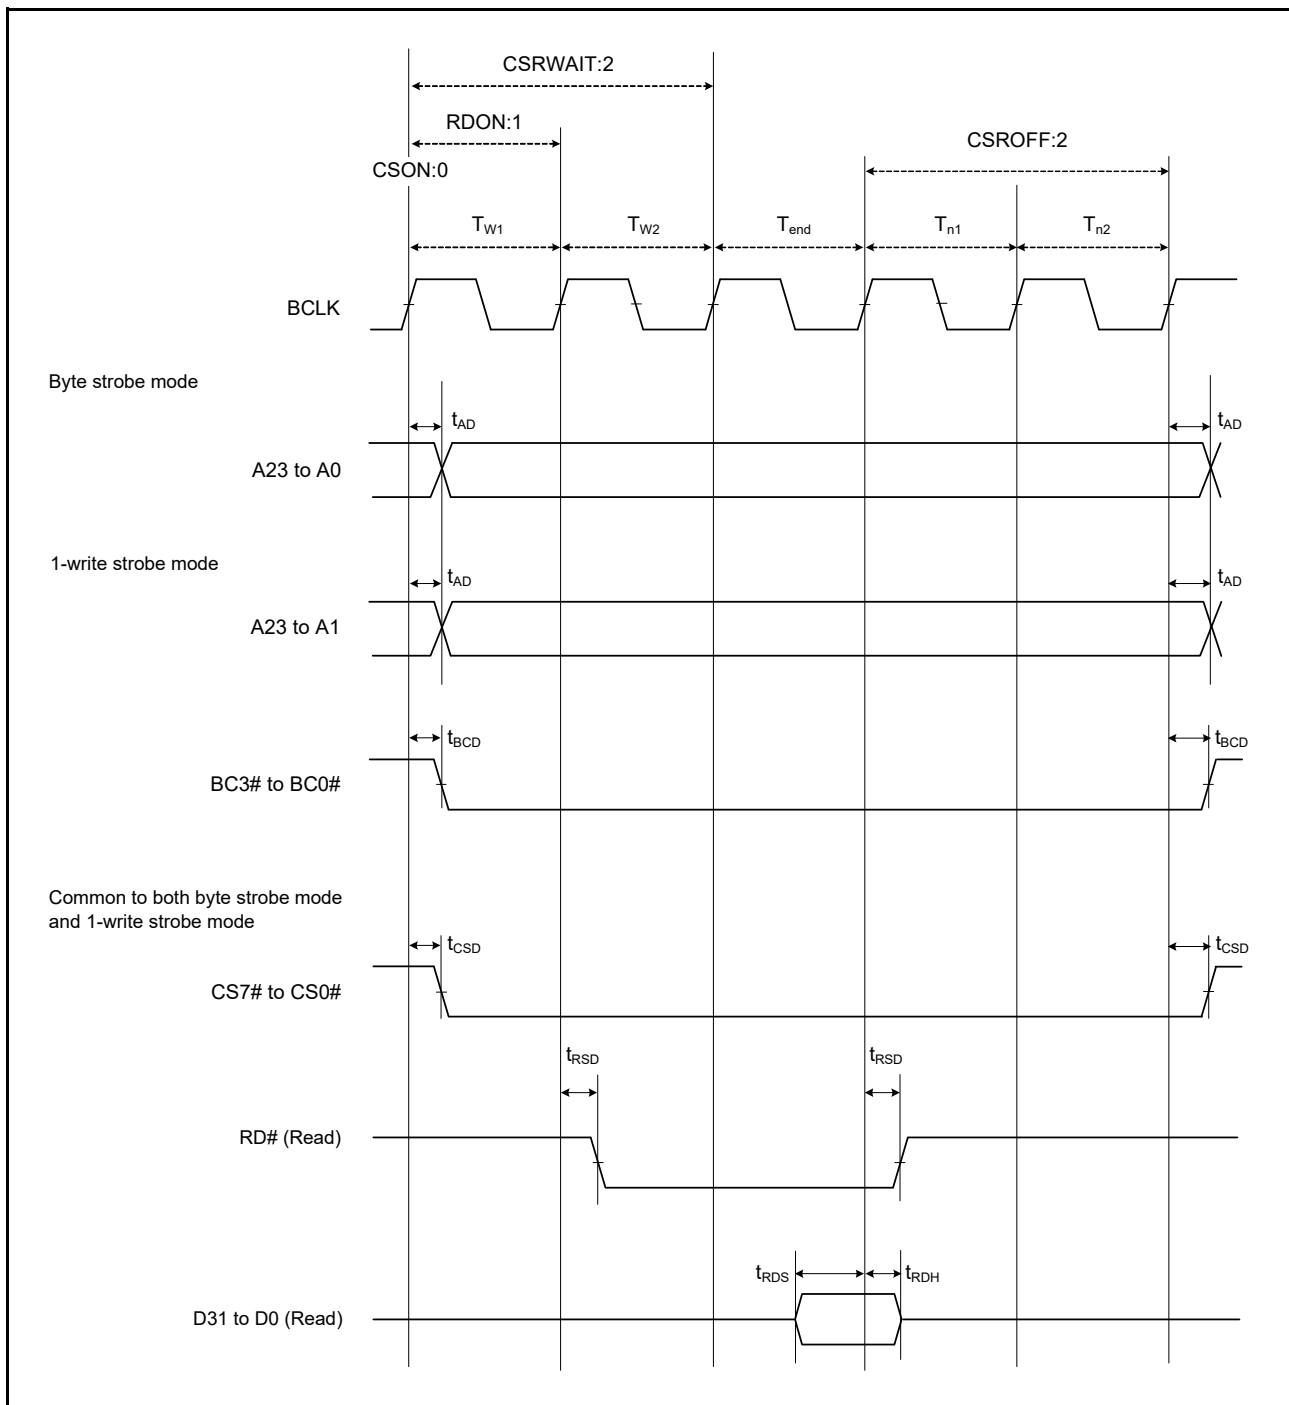 CSRWAIT:2
RDON:1
CSROFF:2
CSON:0
TW1
TW2
Tend
Tn1
Tn2
BCLK
Byte strobe mode
tAD
tAD
A23 to A0
1-write strobe mode
tAD
tAD
A23 to A1
tBCD
tBCD
BC3# to BC0#
Common to both byte strobe mode
and 1-write strobe mode
tCSD
tCSD
CS7# to CS0#
tRSD
tRSD
RD# (Read)
tRDS
tRDH
D31 to D0 (Read)